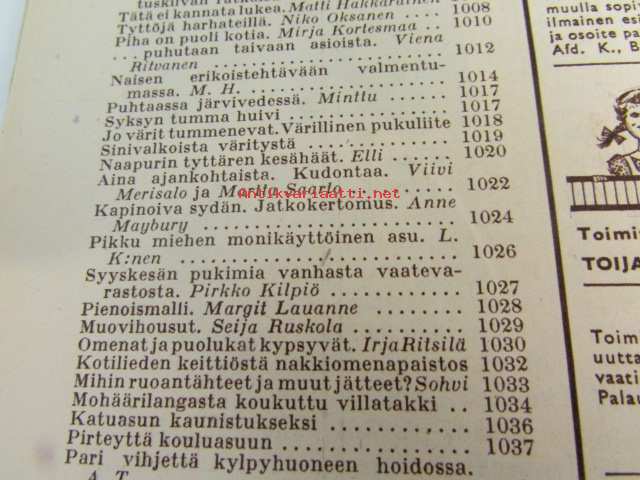 Tätä ei kannata lukea. Matti Hakkarainen 1008
Tyttöjä harhateillä. Niko Oksanen .... 1010
Piha on puoli kotia. Mirja Kortesmaa ..
... puhutaan taivaan asioista. Viena
Ritvanen .......................... 1012
Naisen erikoistehtävään valmentu-
massa. M. H. ...................... 1014
Puhtaassa järvivedessä. Minttu ........ 1017
Syksyn tumma huivi .................. 1017
Jo värit tummenevat. Värillinen pukuliite 1018
Sinivalkoista väritystä ................ 1019
Naapurin tyttären kesähäät. Elli ...... 1020
Aina ajankohtaista. Kudontaa. Viivi
Merisalo ja Martta Saarto ............ 1022
Kapinoiva sydän. Jatkokertomus. Anne
Maybury .......................... 1024
Pikku miehen monikäyttöinen asu. L.
K:nen ............................ 1026
Syyskesän pukimia vanhasta vaateva-
rastosta. Pirkko Kilpiö ............ 1027
Pienoismalli. Margit Lauanne .......... 1028
Muovihousut. Seija Ruskola .......... 1029
Omenat ja puolukat kypsyvät. Irja Ritsilä 1030
Kotilieden keittiöstä nakkiomenapaistos 1032
Mihin ruoantähteet ja muut jätteet? Sohvi 1033
Mohäärilangasta koukuttu villatakki .. 1034
Katuasun kaunistukseksi .............. 1036
Pirteyttä kouluasuun .................. 1037
Pari vihjettä kylpyhuoneen hoidossa.
A. T.
Antikvariaatti.net
muulla sopi
ilmainen esi
ja osoite pa
Afd. K., B
Toimi
TOIJA
Toim
uutta
vaati
Palau